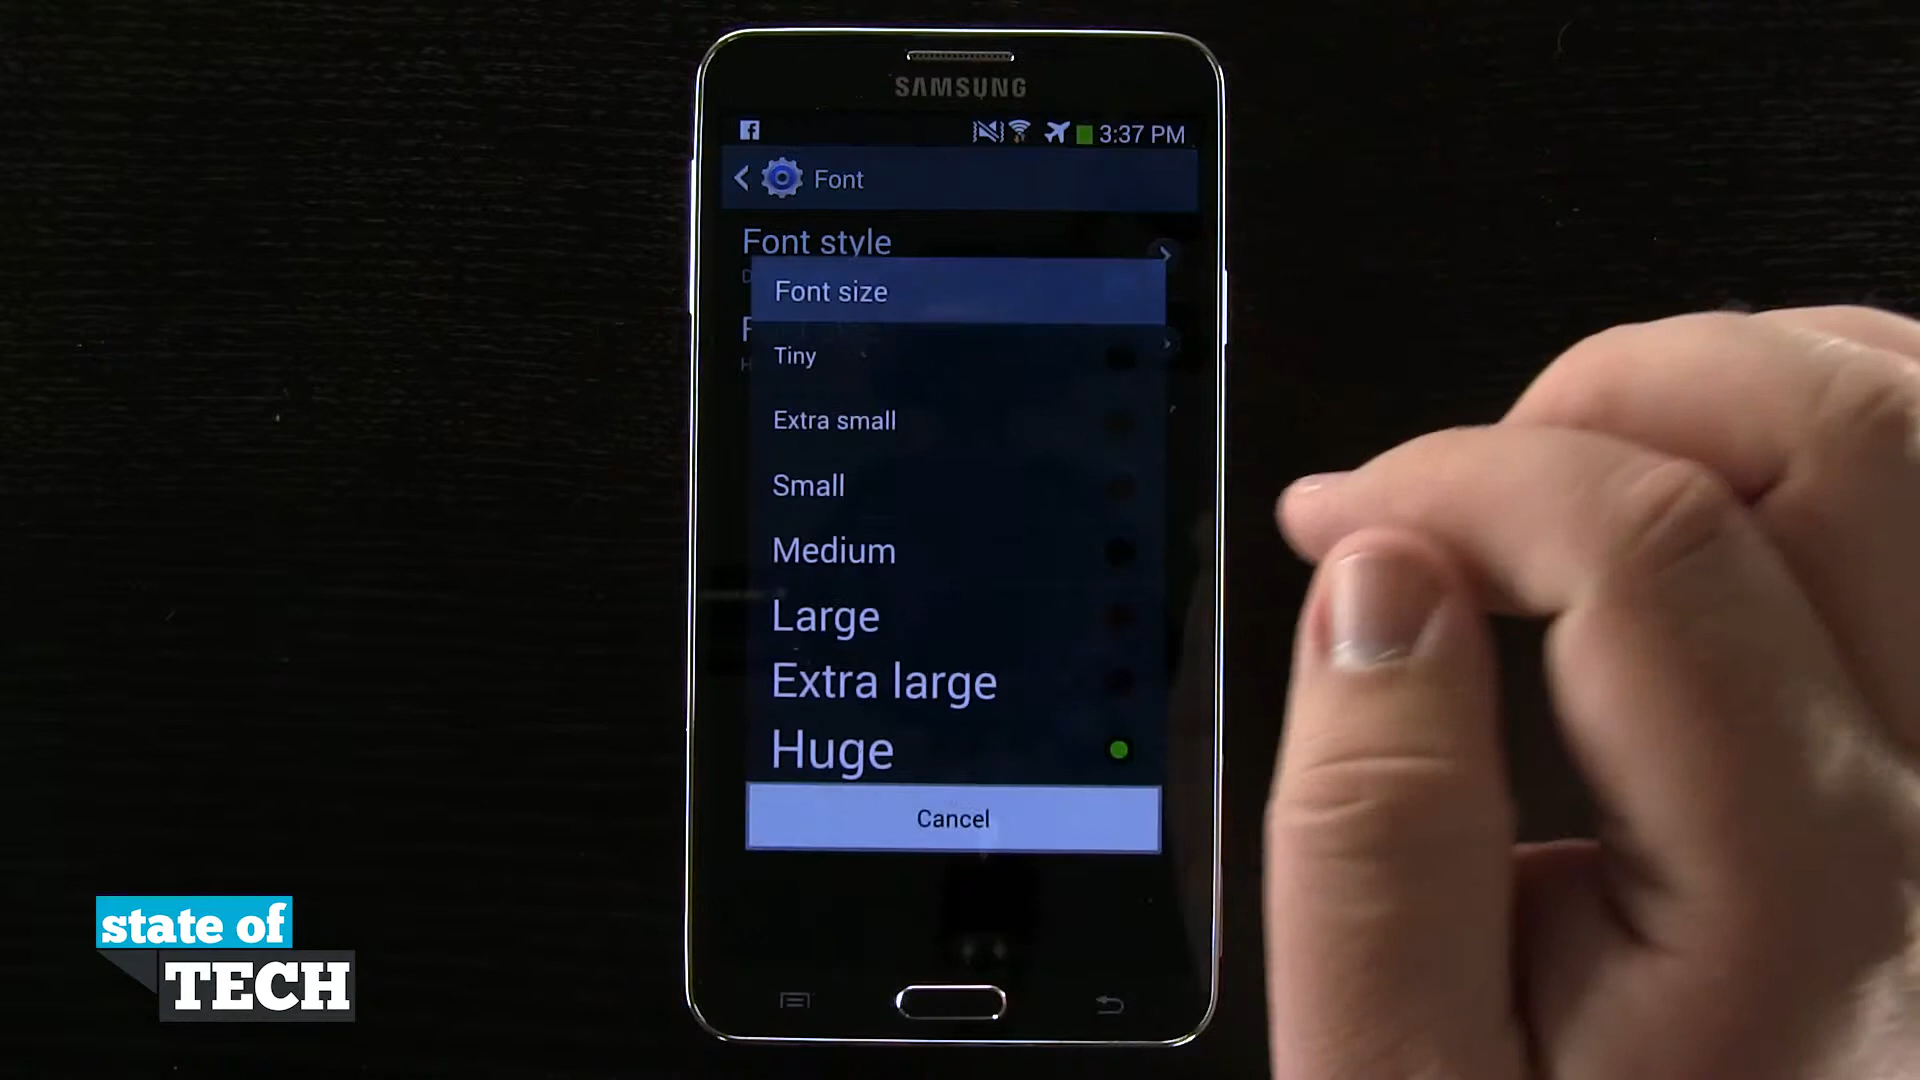 SAMSUNG
3:37 PM
Font
Font style
Font size
Tiny
Extra small
Small
Medium
Large
Extra large
Huge
Cancel
state of
TECH